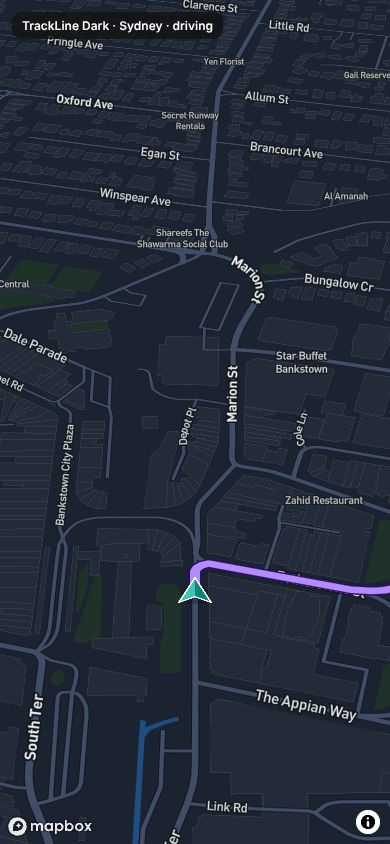 Clarence St
TrackLine Dark · Sydney · driving
Little Rd
Pringle Ave
Yen Florist
Gail Reserve
Oxford Ave
Allum St
Secret Runway
Rentals
Egan St
Brancourt Ave
Winspear Ave
Al Amanah
Shareefs The
Shawarma Social Club
Marion St
Central
Bungalow Cr
Dale Parade
Star Buffet
Bankstown
Marion St
el Rd
Depot Pl
Cole Ln
Bankstown City Plaza
Zahid Restaurant
The Appian Way
South Ter
Link Rd
Ter
mapbox